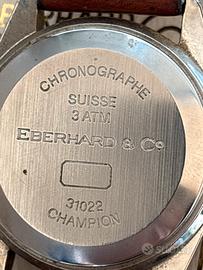 CHRONOGRAPHE
SUISSE
3 ATM
EBERHARD & Co
31022
CHAMPION